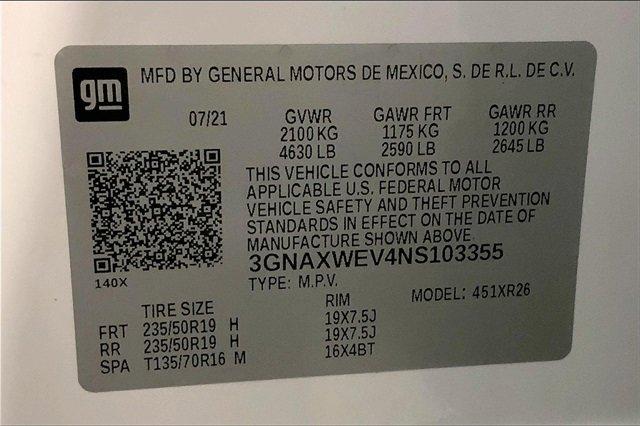 gm MFD BY GENERAL MOTORS DE MEXICO, S. DE R.L. DE C.V.
07/21 GVWR GAWR FRT GAWR RR
2100 KG 1175 KG 1200 KG
4630 LB 2590 LB 2645 LB
THIS VEHICLE CONFORMS TO ALL
APPLICABLE U.S. FEDERAL MOTOR
VEHICLE SAFETY AND THEFT PREVENTION
STANDARDS IN EFFECT ON THE DATE OF
MANUFACTURE SHOWN ABOVE.
3GNAXWEV4NS103355
140X TYPE: M.P.V. MODEL: 451XR26
TIRE SIZE RIM
FRT 235/50R19 H 19X7.5J
RR 235/50R19 H 19X7.5J
SPA T135/70R16 M 16X4BT